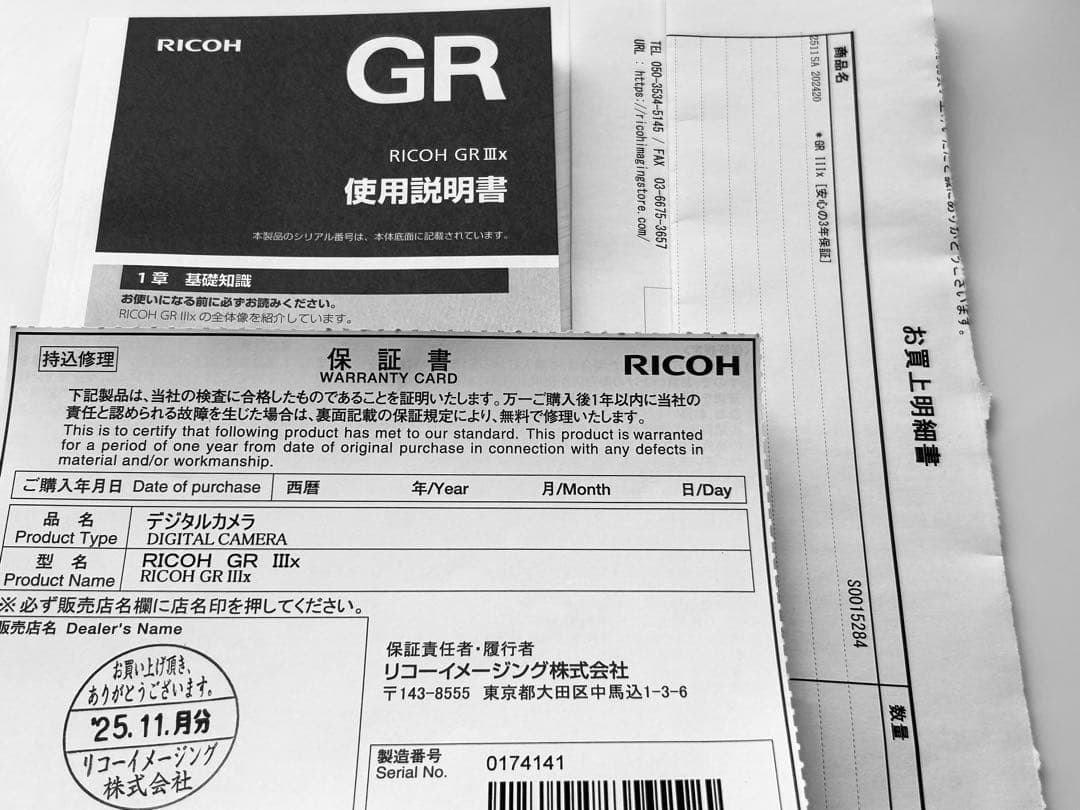 RICOH
GR
RICOH GR IIIx
使用説明書
本製品のシリアル番号は、本体底面に記載されています。
1章 基礎知識
お使いになる前に必ずお読みください。
RICOH GR IIIx の全体像を紹介しています。
TEL 050-3534-5145 / FAX 03-6675-3657
URL : https://ricohimagingstore.com/
商品名
2511SA 202420 *GR IIIx [安心の3年保証]
S0015284
数量
お買上明細書
ありがとうございます。
持込修理
保証書
WARRANTY CARD
RICOH
下記製品は、当社の検査に合格したものであることを証明いたします。万一ご購入後1年以内に当社の
責任と認められる故障を生じた場合は、裏面記載の保証規定により、無料で修理いたします。
This is to certify that following product has met to our standard. This product is warranted
for a period of one year from date of original purchase in connection with any defects in
material and/or workmanship.
ご購入年月日 Date of purchase 西暦 年/Year 月/Month 日/Day
品名 デジタルカメラ
Product Type DIGITAL CAMERA
型名 RICOH GR IIIx
Product Name RICOH GR IIIx
※必ず販売店名欄に店名印を押してください。
販売店名 Dealer's Name
お買い上げ頂き、
ありがとうございます。
'25.11.月分
リコーイメージング
株式会社
保証責任者・履行者
リコーイメージング株式会社
〒143-8555 東京都大田区中馬込1-3-6
製造番号
Serial No. 0174141